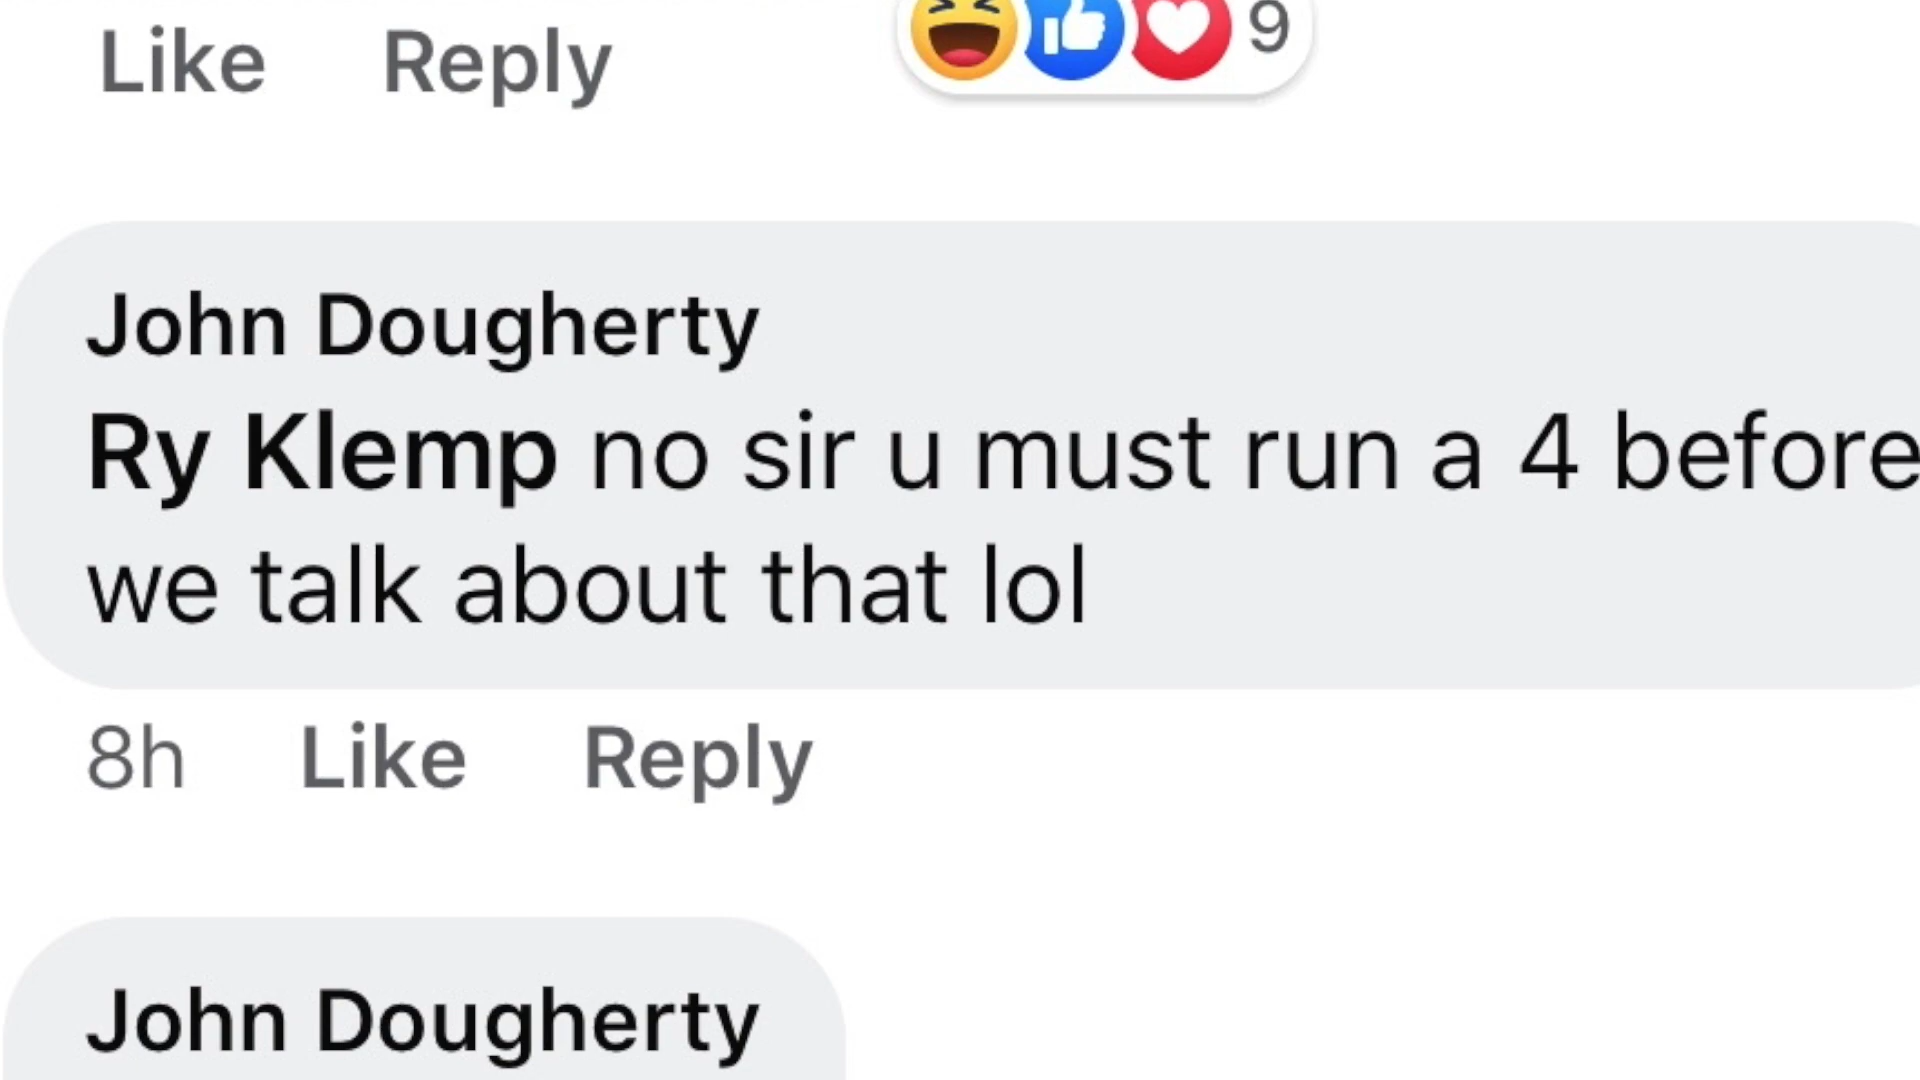 Like Reply 9
John Dougherty
Ry Klemp no sir u must run a 4 before
we talk about that lol
8h Like Reply
John Dougherty